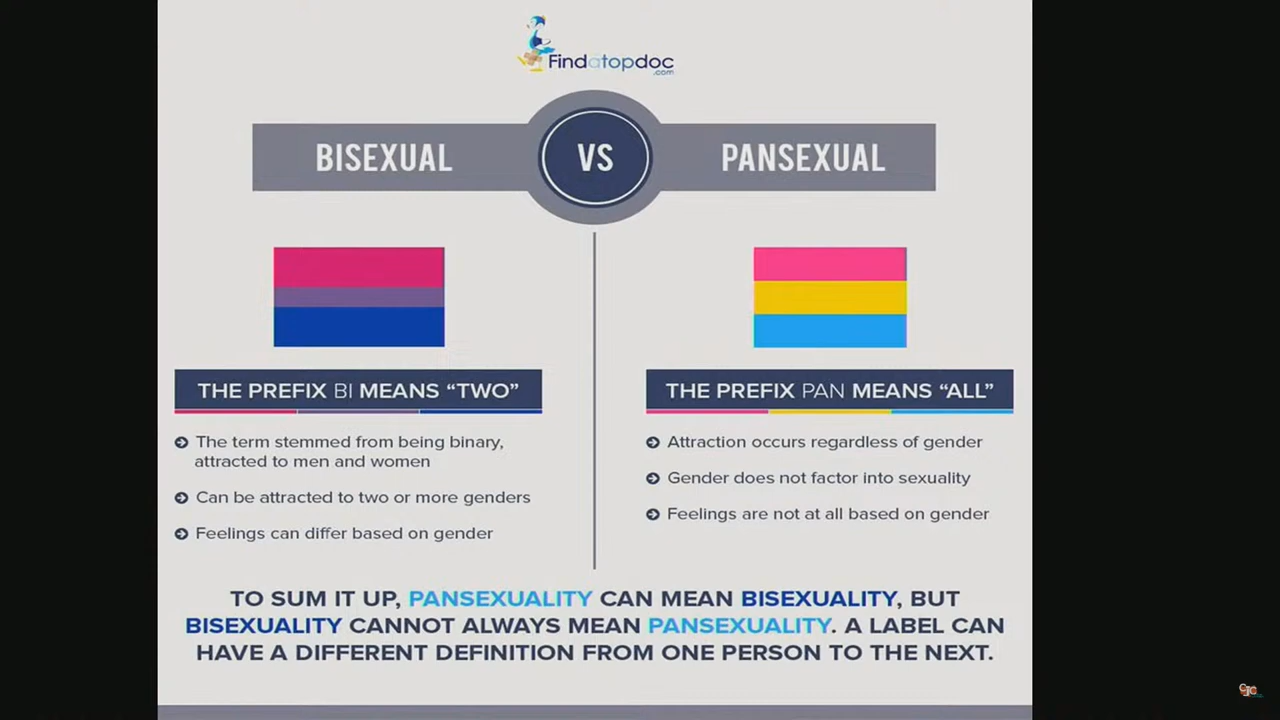 Findatopdoc
.com
BISEXUAL VS PANSEXUAL
THE PREFIX BI MEANS “TWO”
The term stemmed from being binary,
attracted to men and women
Can be attracted to two or more genders
Feelings can differ based on gender
THE PREFIX PAN MEANS “ALL”
Attraction occurs regardless of gender
Gender does not factor into sexuality
Feelings are not at all based on gender
TO SUM IT UP, PANSEXUALITY CAN MEAN BISEXUALITY, BUT
BISEXUALITY CANNOT ALWAYS MEAN PANSEXUALITY. A LABEL CAN
HAVE A DIFFERENT DEFINITION FROM ONE PERSON TO THE NEXT.